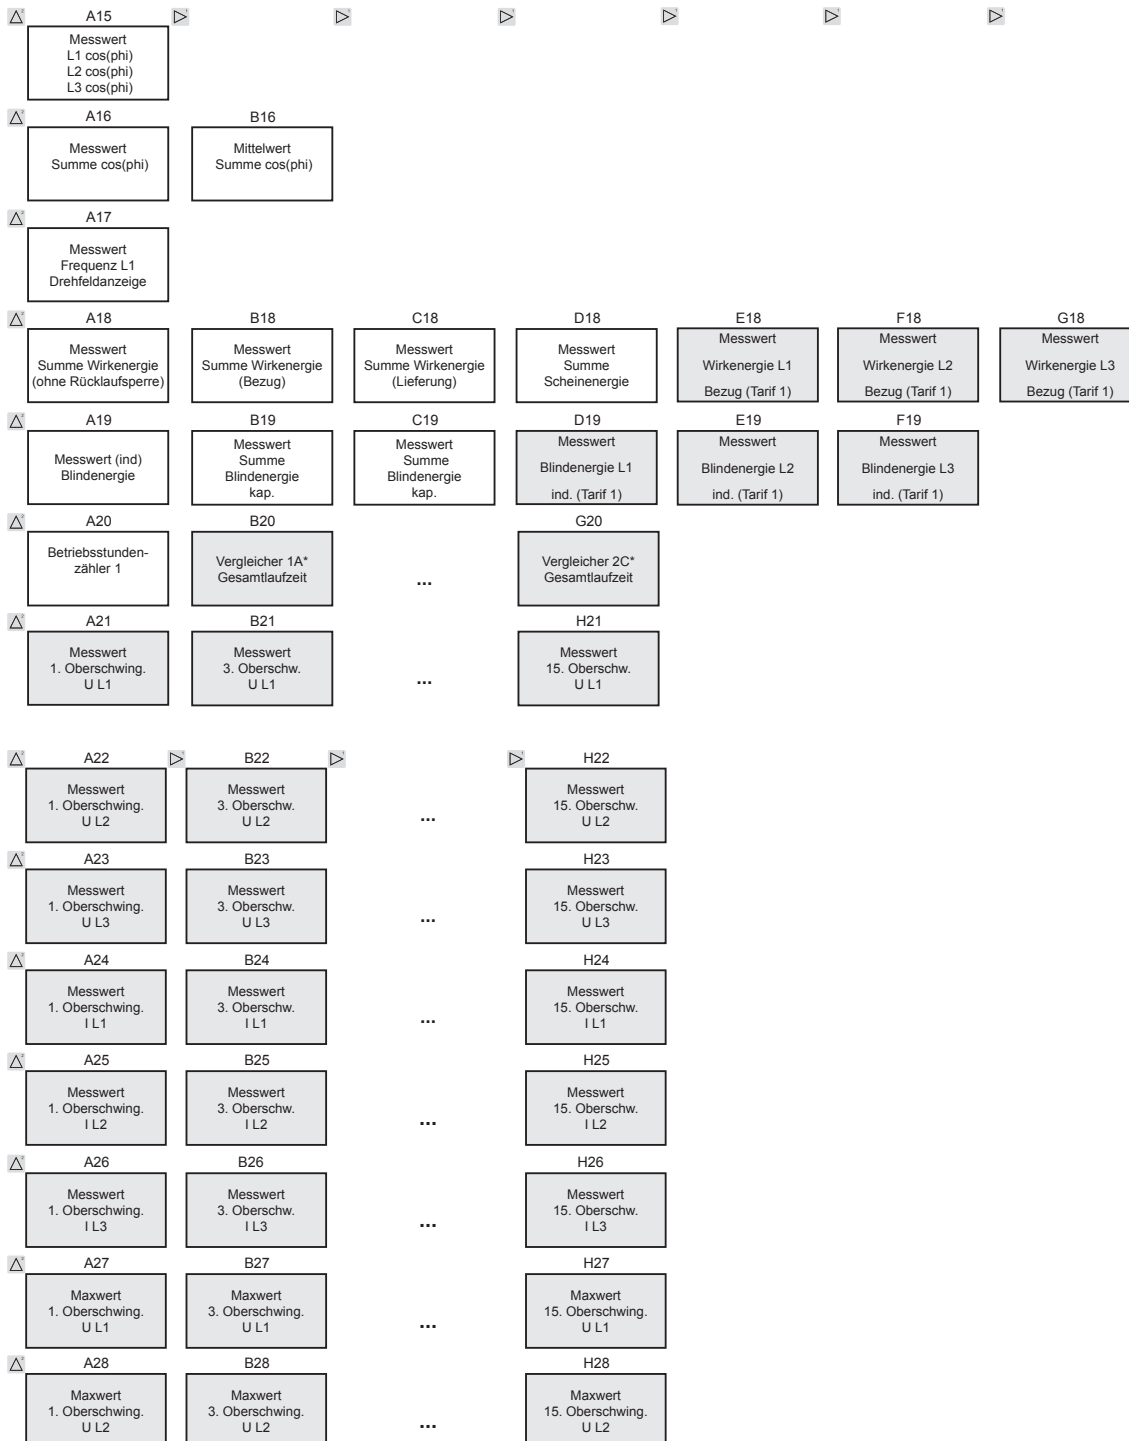 A15
Messwert
L1 cos(phi)
L2 cos(phi)
L3 cos(phi)
A16 B16
Messwert
Summe cos(phi)
Mittelwert
Summe cos(phi)
A17
Messwert
Frequenz L1
Drehfeldanzeige
A18 B18 C18 D18 E18 F18 G18
Messwert
Summe Wirkenergie
(ohne Rücklaufsperre)
Messwert
Summe Wirkenergie
(Bezug)
Messwert
Summe Wirkenergie
(Lieferung)
Messwert
Summe
Scheinenergie
Messwert
Wirkenergie L1
Bezug (Tarif 1)
Messwert
Wirkenergie L2
Bezug (Tarif 1)
Messwert
Wirkenergie L3
Bezug (Tarif 1)
A19 B19 C19 D19 E19 F19
Messwert (ind)
Blindenergie
Messwert
Summe
Blindenergie
kap.
Messwert
Summe
Blindenergie
kap.
Messwert
Blindenergie L1
ind. (Tarif 1)
Messwert
Blindenergie L2
ind. (Tarif 1)
Messwert
Blindenergie L3
ind. (Tarif 1)
A20 B20 G20
Betriebsstunden-
zähler 1
Vergleicher 1A*
Gesamtlaufzeit
...
Vergleicher 2C*
Gesamtlaufzeit
A21 B21 H21
Messwert
1. Oberschwing.
U L1
Messwert
3. Oberschw.
U L1
...
Messwert
15. Oberschw.
U L1
A22 B22 H22
Messwert
1. Oberschwing.
U L2
Messwert
3. Oberschw.
U L2
...
Messwert
15. Oberschw.
U L2
A23 B23 H23
Messwert
1. Oberschwing.
U L3
Messwert
3. Oberschw.
U L3
...
Messwert
15. Oberschw.
U L3
A24 B24 H24
Messwert
1. Oberschwing.
I L1
Messwert
3. Oberschw.
I L1
...
Messwert
15. Oberschw.
I L1
A25 B25 H25
Messwert
1. Oberschwing.
I L2
Messwert
3. Oberschw.
I L2
...
Messwert
15. Oberschw.
I L2
A26 B26 H26
Messwert
1. Oberschwing.
I L3
Messwert
3. Oberschw.
I L3
...
Messwert
15. Oberschw.
I L3
A27 B27 H27
Maxwert
1. Oberschwing.
U L1
Maxwert
3. Oberschwing.
U L1
...
Maxwert
15. Oberschwing.
U L1
A28 B28 H28
Maxwert
1. Oberschwing.
U L2
Maxwert
3. Oberschwing.
U L2
...
Maxwert
15. Oberschwing.
U L2